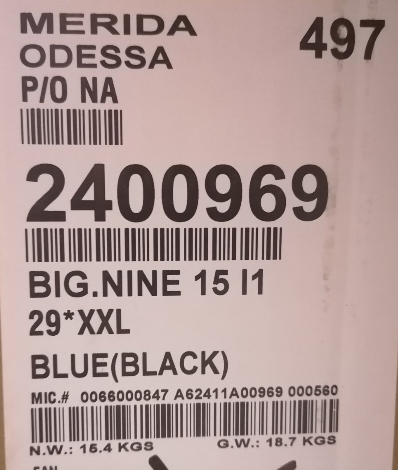 MERIDA
ODESSA
497
P/O NA
2400969
BIG.NINE 15 I1
29*XXL
BLUE(BLACK)
MIC.# 0066000847 A62411A00969 000560
N.W.: 15.4 KGS G.W.: 18.7 KGS
EAN